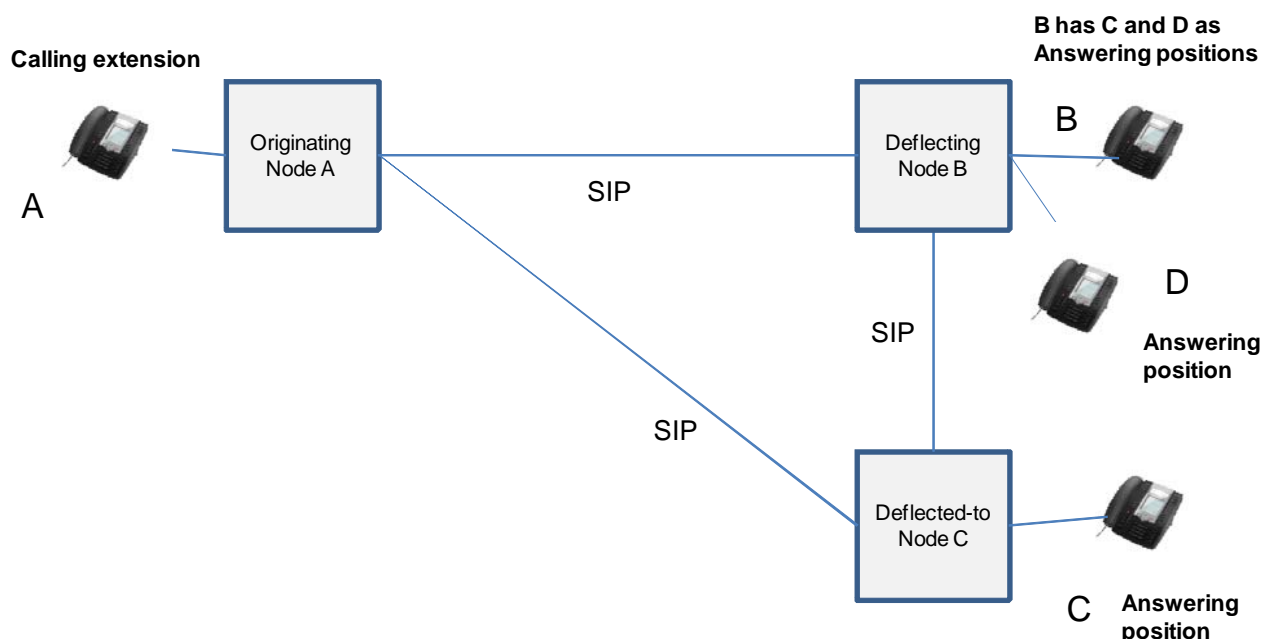 B has C and D as
Answering positions
Calling extension
A
Originating
Node A
SIP
Deflecting
Node B
B
D
Answering
position
SIP
SIP
Deflected-to
Node C
C
Answering
position